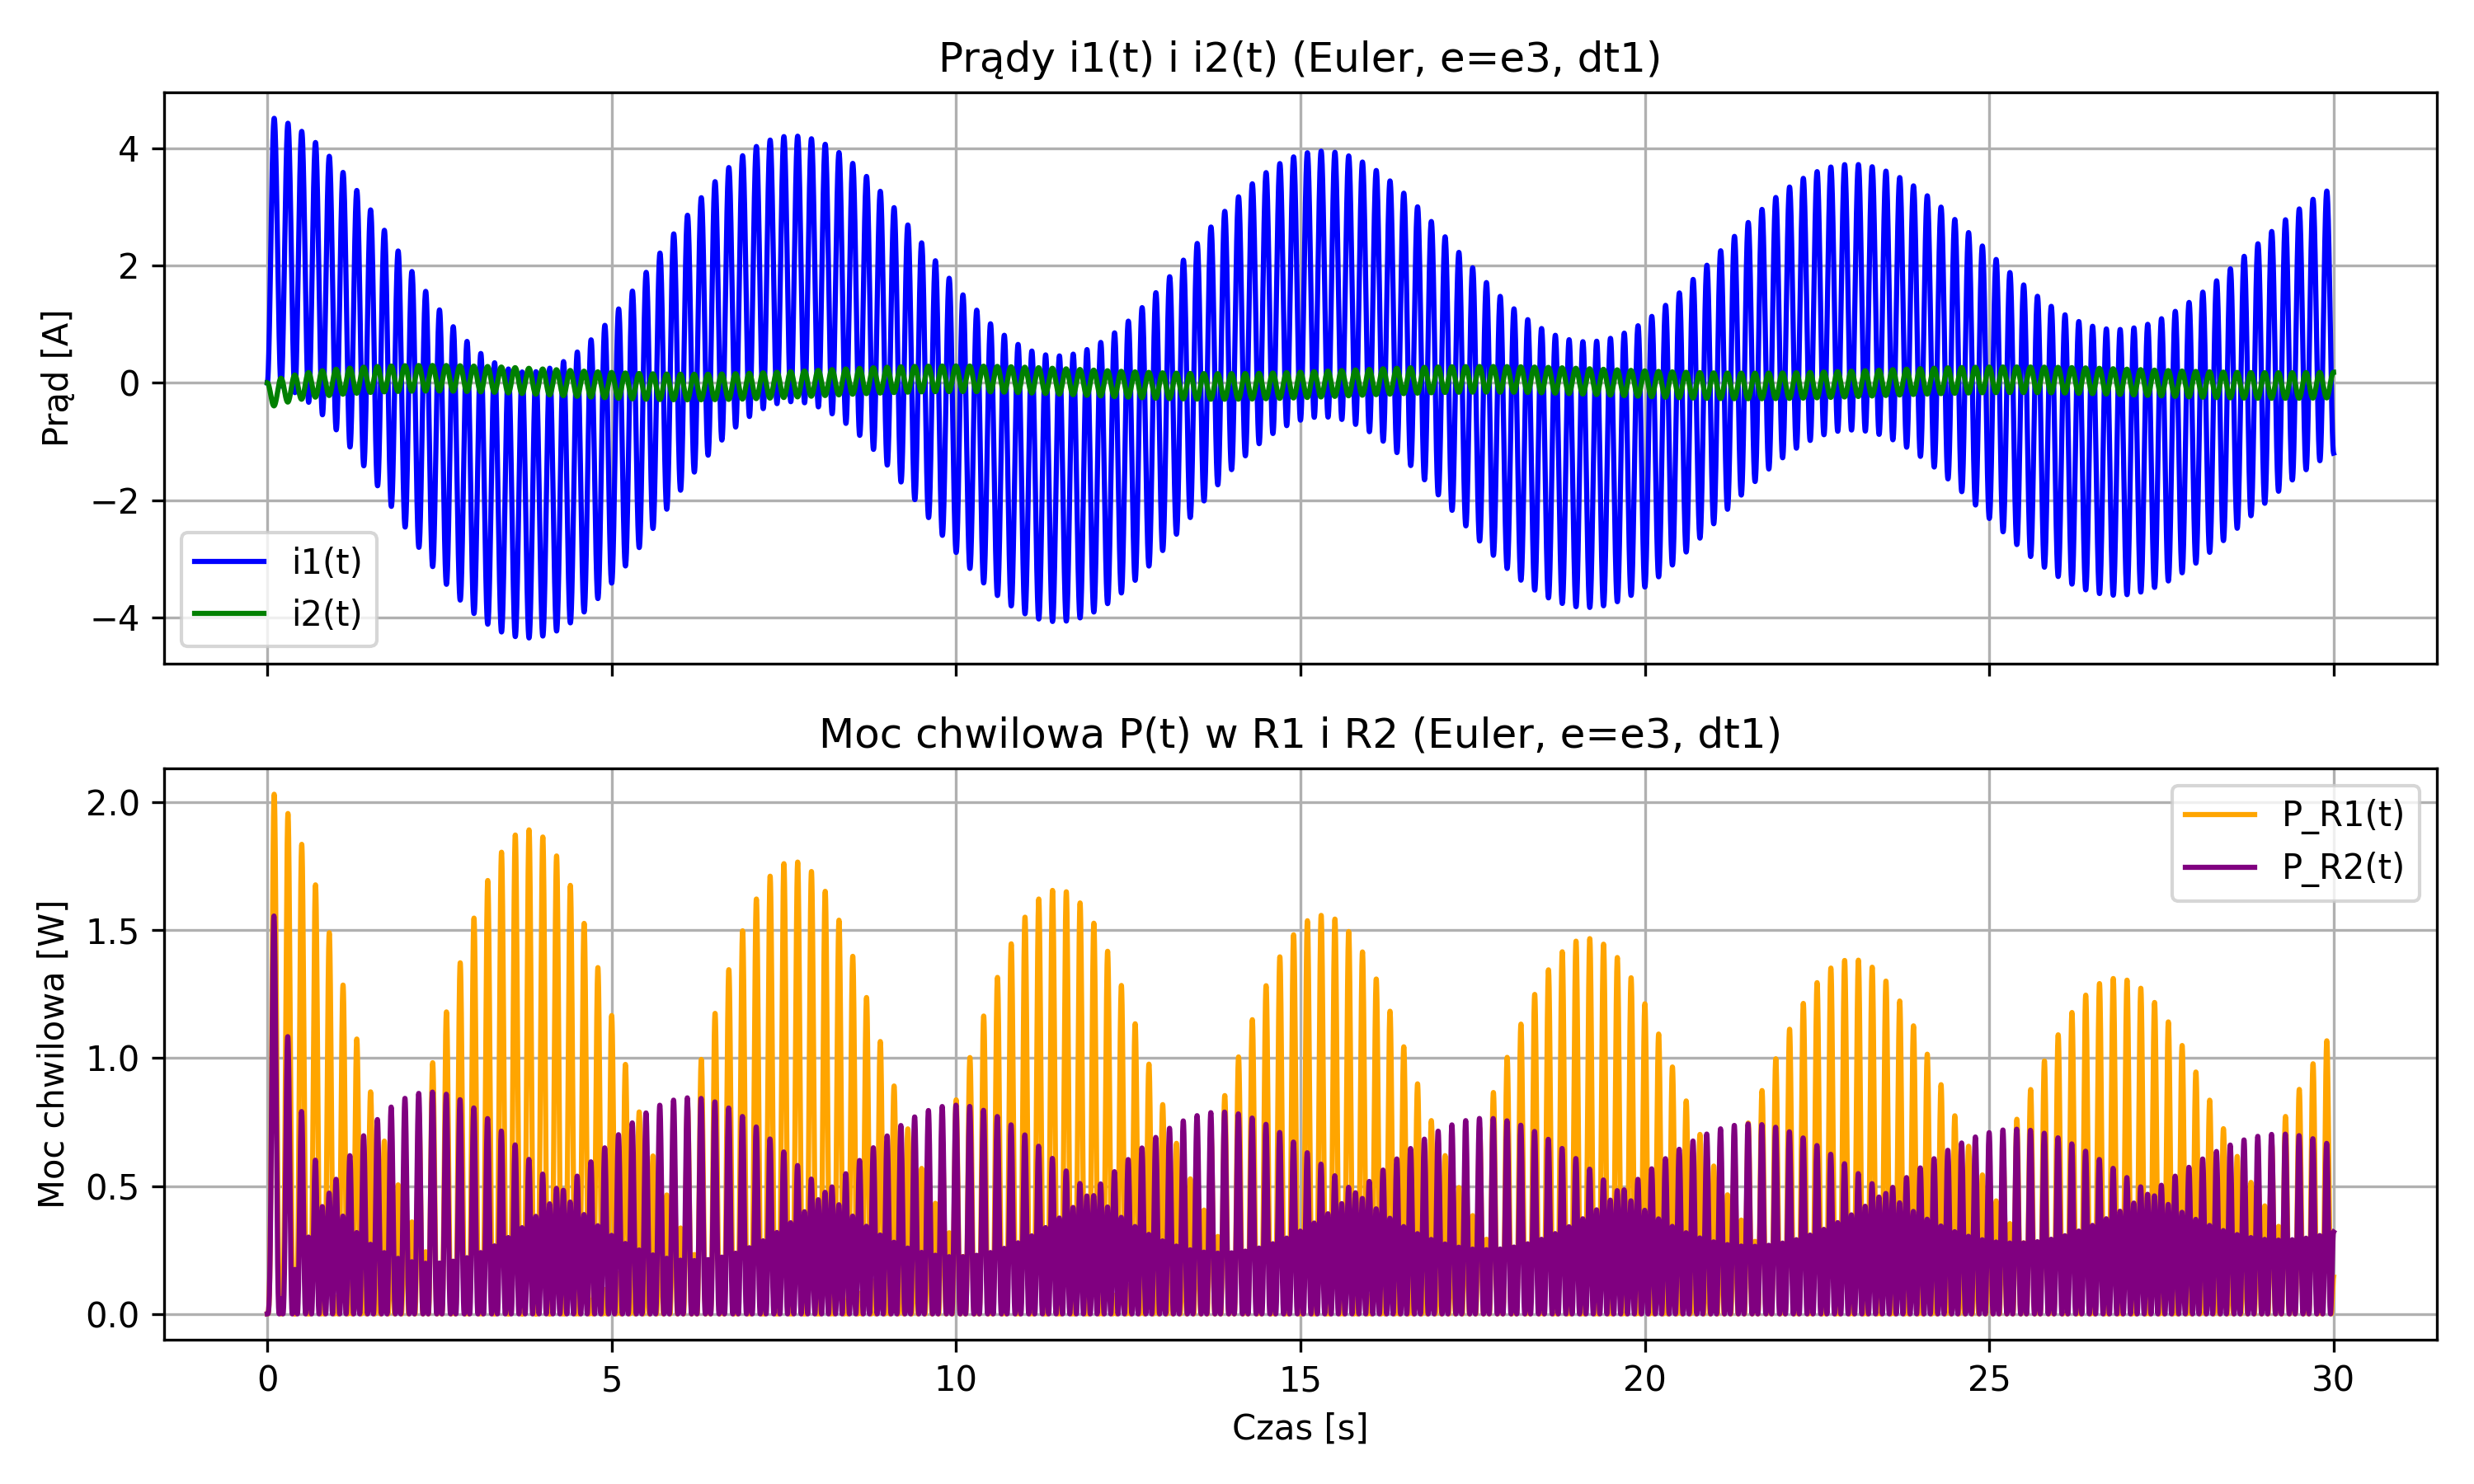 Prądy i1(t) i i2(t) (Euler, e=e3, dt1)
Prąd [A]
4
2
0
−2
−4
i1(t)
i2(t)
Moc chwilowa P(t) w R1 i R2 (Euler, e=e3, dt1)
Moc chwilowa [W]
2.0
1.5
1.0
0.5
0.0
P_R1(t)
P_R2(t)
0 5 10 15 20 25 30
Czas [s]